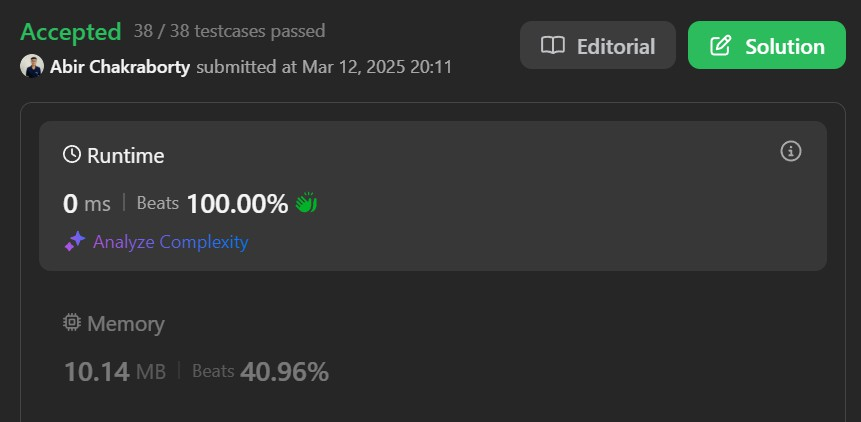 Accepted 38 / 38 testcases passed
Editorial
Solution
Abir Chakraborty submitted at Mar 12, 2025 20:11
Runtime
0 ms | Beats 100.00%
Analyze Complexity
Memory
10.14 MB | Beats 40.96%